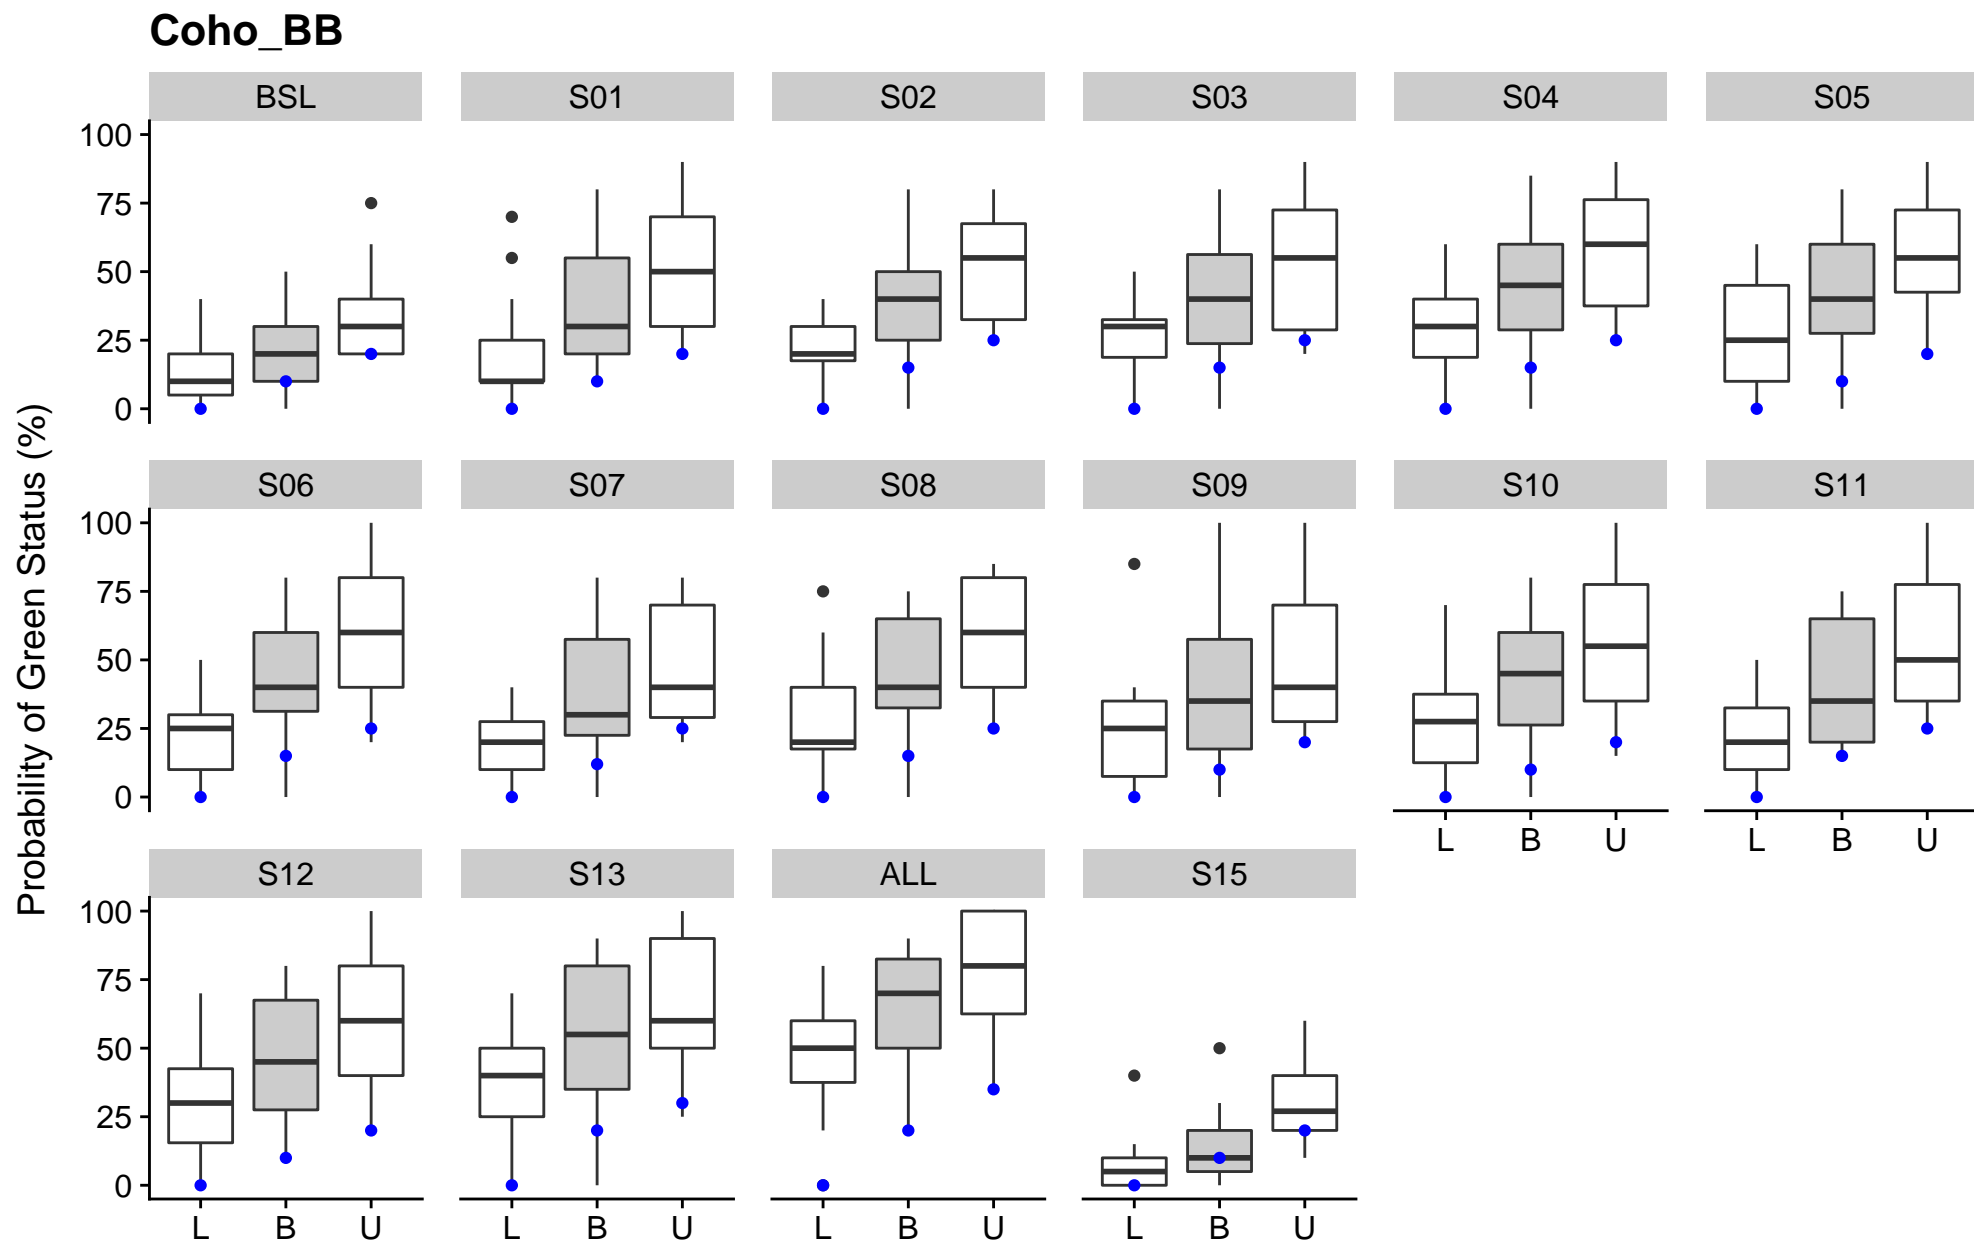 Coho_BB
BSL S01 S02 S03 S04 S05
100
75
50
25
0
S06 S07 S08 S09 S10 S11
100
75
50
25
0
L B U L B U
S12 S13 ALL S15
100
75
50
25
0
L B U L B U L B U L B U
Probability of Green Status (%)